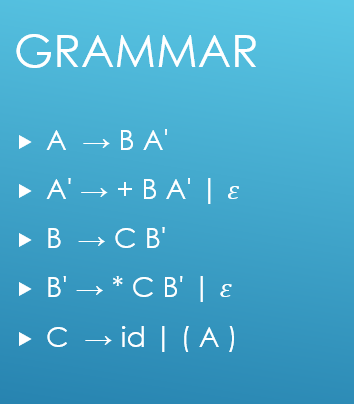 GRAMMAR
▶ A → B A'
▶ A' → + B A' | ε
▶ B → C B'
▶ B' → * C B' | ε
▶ C → id | ( A )